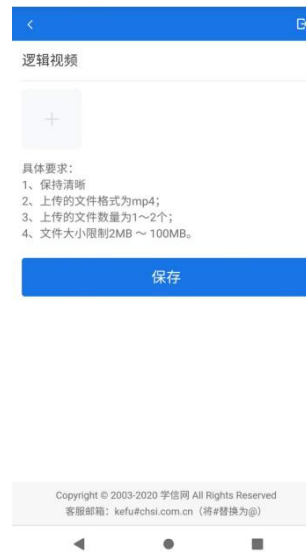 逻辑视频
具体要求：
1、保持清晰
2、上传的文件格式为mp4；
3、上传的文件数量为1～2个；
4、文件大小限制2MB ～ 100MB。
保存
Copyright © 2003-2020 学信网 All Rights Reserved
客服邮箱：kefu#chsi.com.cn（将#替换为@）